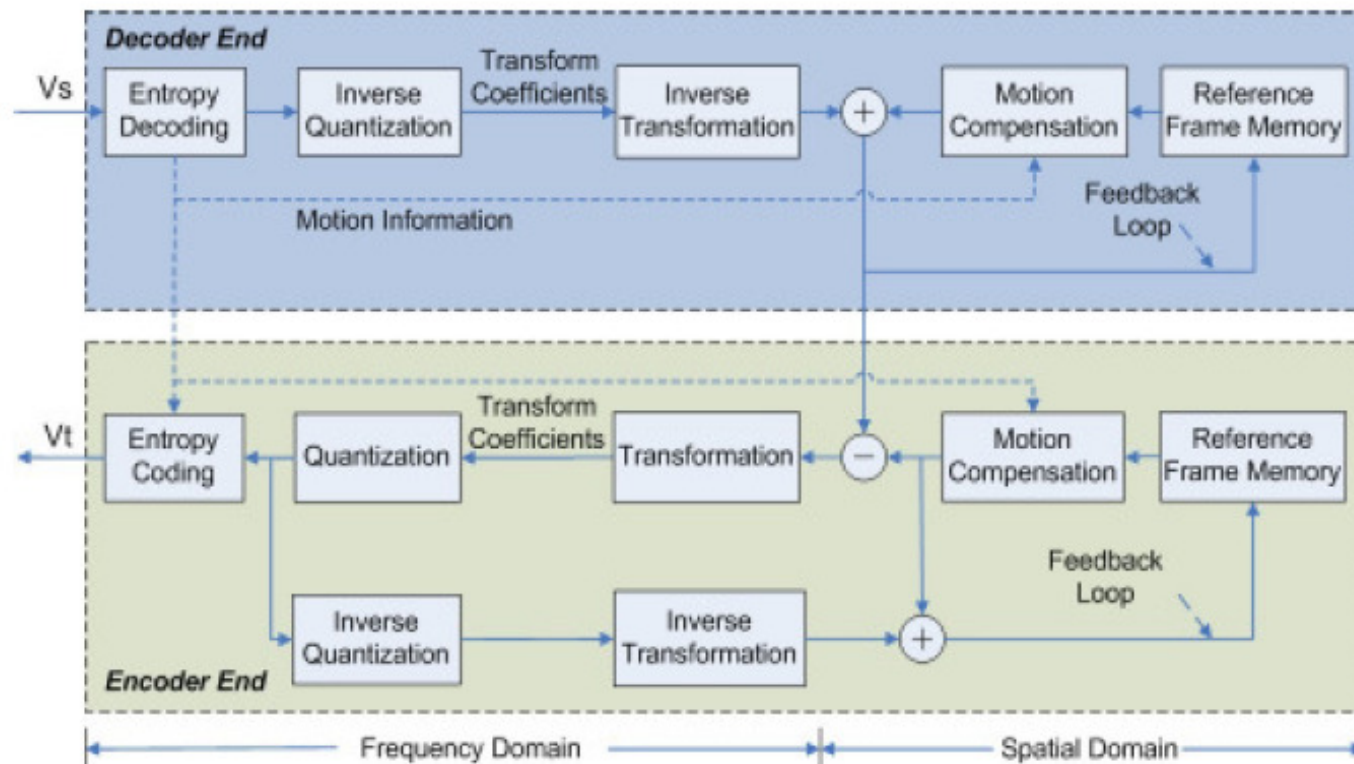 Decoder End
Vs
Entropy
Decoding
Inverse
Quantization
Transform
Coefficients
Inverse
Transformation
+
Motion
Compensation
Reference
Frame Memory
Motion Information
Feedback
Loop
Vt
Entropy
Coding
Quantization
Transform
Coefficients
Transformation
−
Motion
Compensation
Reference
Frame Memory
Feedback
Loop
Inverse
Quantization
Inverse
Transformation
+
Encoder End
Frequency Domain
Spatial Domain